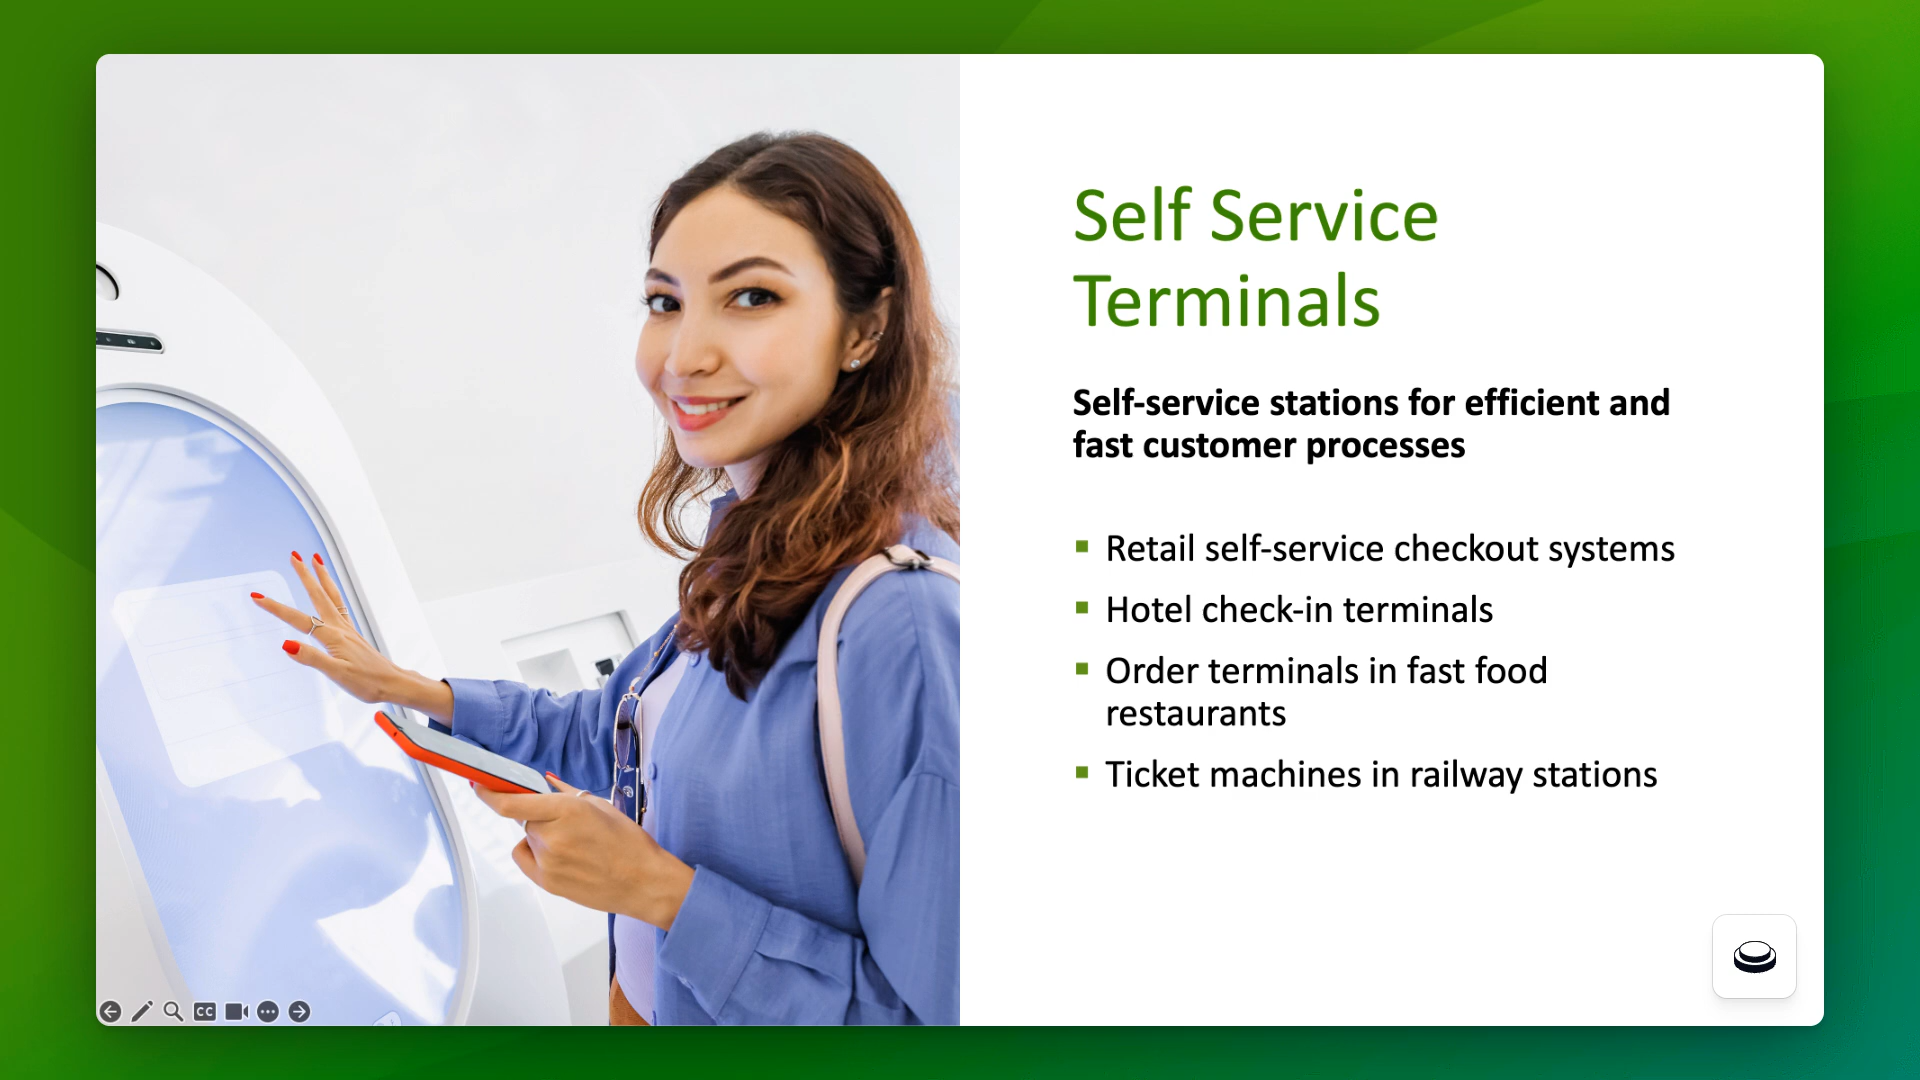 Self Service
Terminals
Self-service stations for efficient and
fast customer processes
Retail self-service checkout systems
Hotel check-in terminals
Order terminals in fast food
restaurants
Ticket machines in railway stations
CC